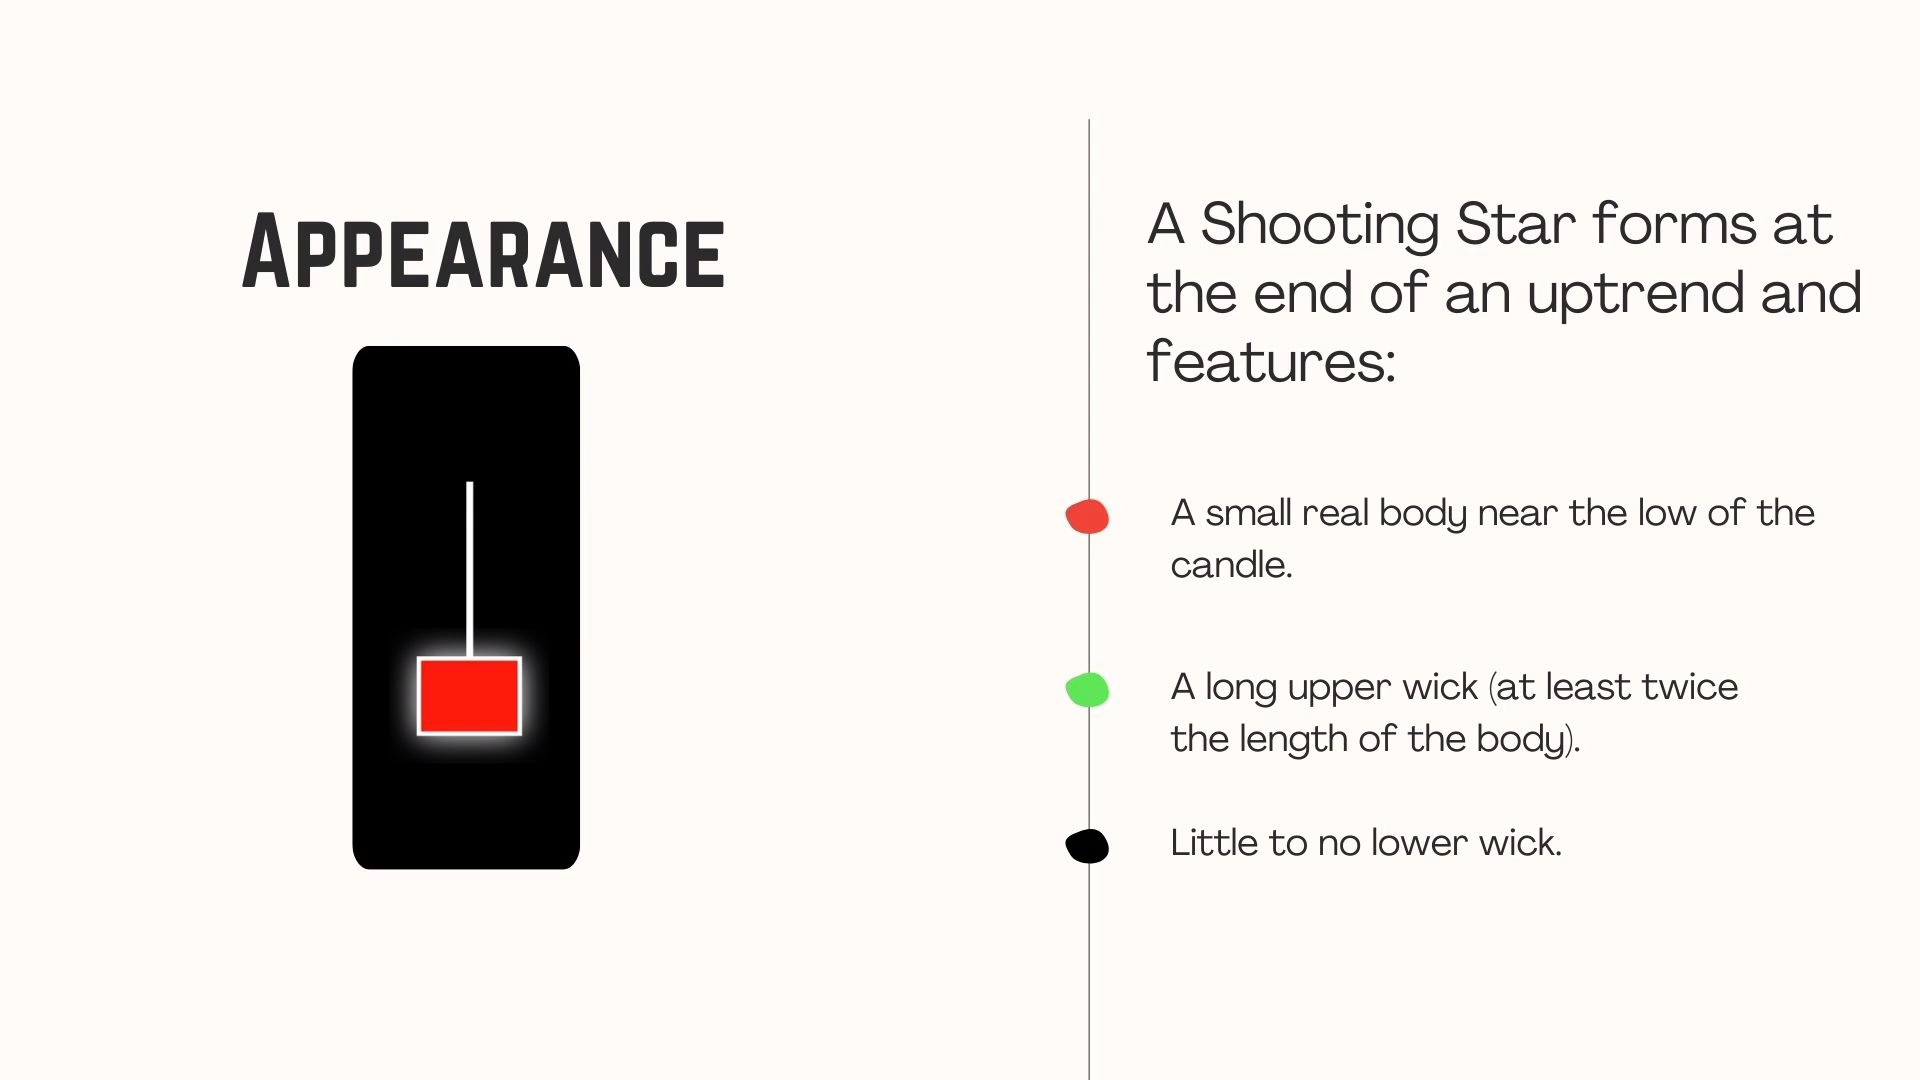 APPEARANCE
A Shooting Star forms at
the end of an uptrend and
features:
A small real body near the low of the
candle.
A long upper wick (at least twice
the length of the body).
Little to no lower wick.